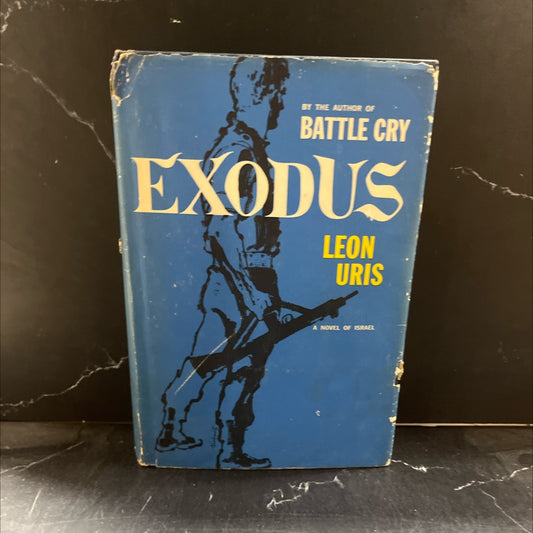 BY THE AUTHOR OF
BATTLE CRY
EXODUS
LEON
URIS
A NOVEL OF ISRAEL